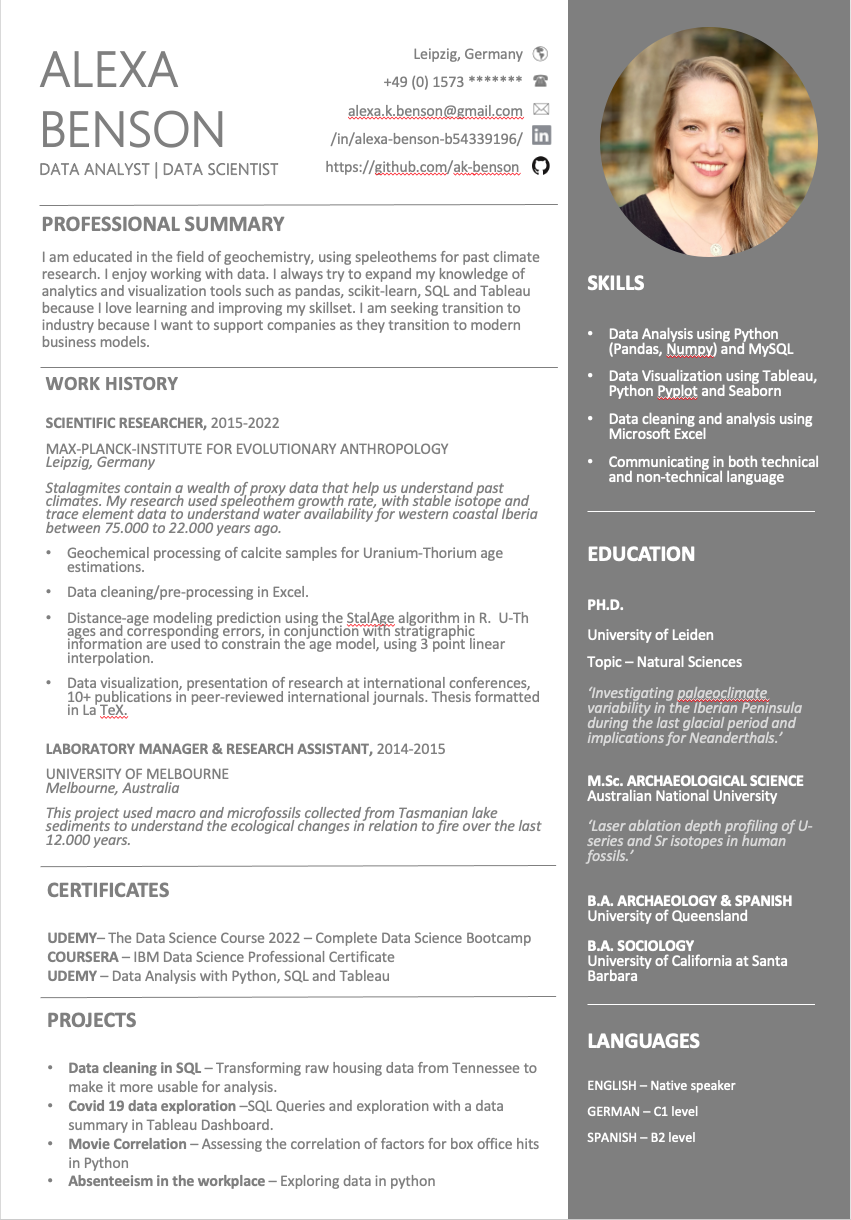 ALEXA
BENSON
DATA ANALYST | DATA SCIENTIST
Leipzig, Germany
+49 (0) 1573 *******
alexa.k.benson@gmail.com
/in/alexa-benson-b54339196/
in
https://github.com/ak-benson
PROFESSIONAL SUMMARY
I am educated in the field of geochemistry, using speleothems for past climate
research. I enjoy working with data. I always try to expand my knowledge of
analytics and visualization tools such as pandas, scikit-learn, SQL and Tableau
because I love learning and improving my skillset. I am seeking transition to
industry because I want to support companies as they transition to modern
business models.
WORK HISTORY
SCIENTIFIC RESEARCHER, 2015-2022
MAX-PLANCK-INSTITUTE FOR EVOLUTIONARY ANTHROPOLOGY
Leipzig, Germany
Stalagmites contain a wealth of proxy data that help us understand past
climates. My research used speleothem growth rate, with stable isotope and
trace element data to understand water availability for western coastal Iberia
between 75.000 to 22.000 years ago.
• Geochemical processing of calcite samples for Uranium-Thorium age
estimations.
• Data cleaning/pre-processing in Excel.
• Distance-age modeling prediction using the StalAge algorithm in R.  U-Th
ages and corresponding errors, in conjunction with stratigraphic
information are used to constrain the age model, using 3 point linear
interpolation.
• Data visualization, presentation of research at international conferences,
10+ publications in peer-reviewed international journals. Thesis formatted
in La TeX.
LABORATORY MANAGER & RESEARCH ASSISTANT, 2014-2015
UNIVERSITY OF MELBOURNE
Melbourne, Australia
This project used macro and microfossils collected from Tasmanian lake
sediments to understand the ecological changes in relation to fire over the last
12.000 years.
CERTIFICATES
UDEMY– The Data Science Course 2022 – Complete Data Science Bootcamp
COURSERA – IBM Data Science Professional Certificate
UDEMY – Data Analysis with Python, SQL and Tableau
PROJECTS
• Data cleaning in SQL – Transforming raw housing data from Tennessee to
make it more usable for analysis.
• Covid 19 data exploration –SQL Queries and exploration with a data
summary in Tableau Dashboard.
• Movie Correlation – Assessing the correlation of factors for box office hits
in Python
• Absenteeism in the workplace – Exploring data in python
SKILLS
• Data Analysis using Python
(Pandas, Numpy) and MySQL
• Data Visualization using Tableau,
Python Pyplot and Seaborn
• Data cleaning and analysis using
Microsoft Excel
• Communicating in both technical
and non-technical language
EDUCATION
PH.D.
University of Leiden
Topic – Natural Sciences
‘Investigating palaeoclimate
variability in the Iberian Peninsula
during the last glacial period and
implications for Neanderthals.’
M.Sc. ARCHAEOLOGICAL SCIENCE
Australian National University
‘Laser ablation depth profiling of U-
series and Sr isotopes in human
fossils.’
B.A. ARCHAEOLOGY & SPANISH
University of Queensland
B.A. SOCIOLOGY
University of California at Santa
Barbara
LANGUAGES
ENGLISH – Native speaker
GERMAN – C1 level
SPANISH – B2 level